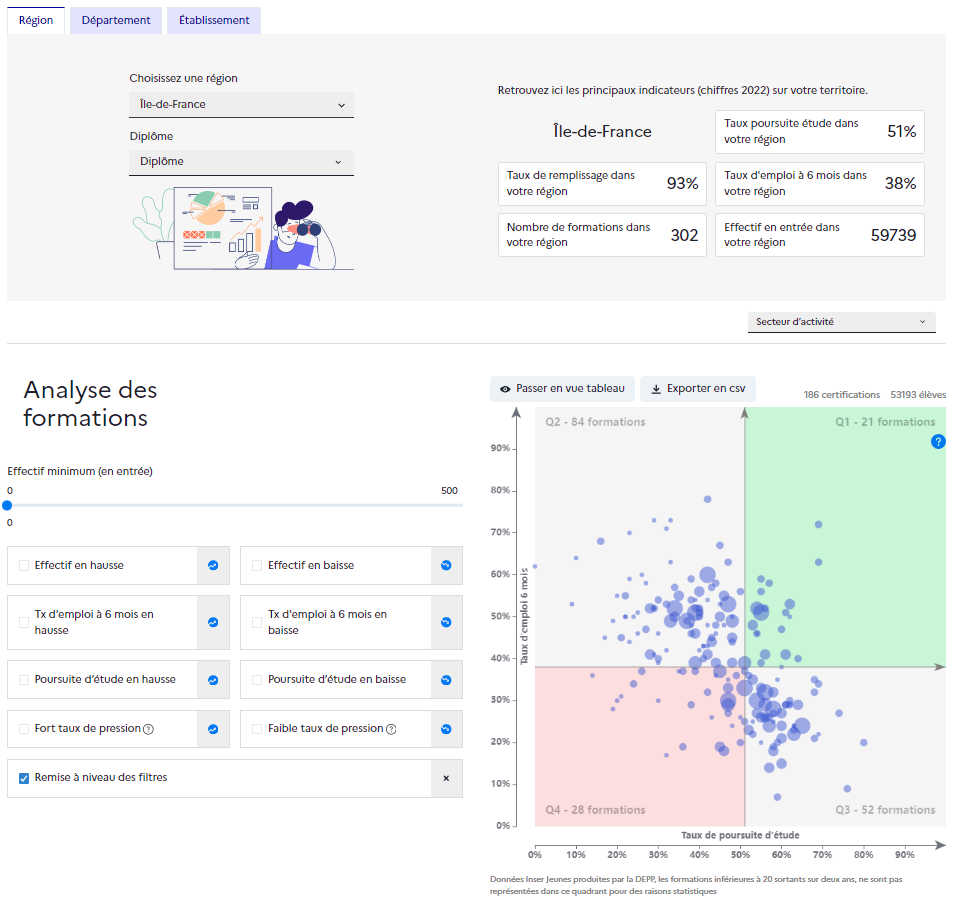 Région
Département
Établissement
Choisissez une région
Île-de-France
Diplôme
Diplôme
Retrouvez ici les principaux indicateurs (chiffres 2022) sur votre territoire.
Île-de-France
Taux poursuite étude dans
votre région
51%
Taux de remplissage dans
votre région
93%
Taux d'emploi à 6 mois dans
votre région
38%
Nombre de formations dans
votre région
302
Effectif en entrée dans
votre région
59739
Secteur d'activité
Analyse des
formations
Effectif minimum (en entrée)
0
500
0
Effectif en hausse
Effectif en baisse
Tx d'emploi à 6 mois en
hausse
Tx d'emploi à 6 mois en
baisse
Poursuite d'étude en hausse
Poursuite d'étude en baisse
Fort taux de pression ?
Faible taux de pression ?
Remise à niveau des filtres
Passer en vue tableau
Exporter en csv
186 certifications
53193 élèves
Q2 - 84 formations
Q1 - 21 formations
?
90%
80%
70%
60%
50%
40%
30%
20%
10%
0%
Taux d'emploi 6 mois
Q4 - 28 formations
Q3 - 52 formations
Taux de poursuite d'étude
0%
10%
20%
30%
40%
50%
60%
70%
80%
90%
Données Inser Jeunes produites par la DEPP, les formations inférieures à 20 sortants sur deux ans, ne sont pas
représentées dans ce quadrant pour des raisons statistiques